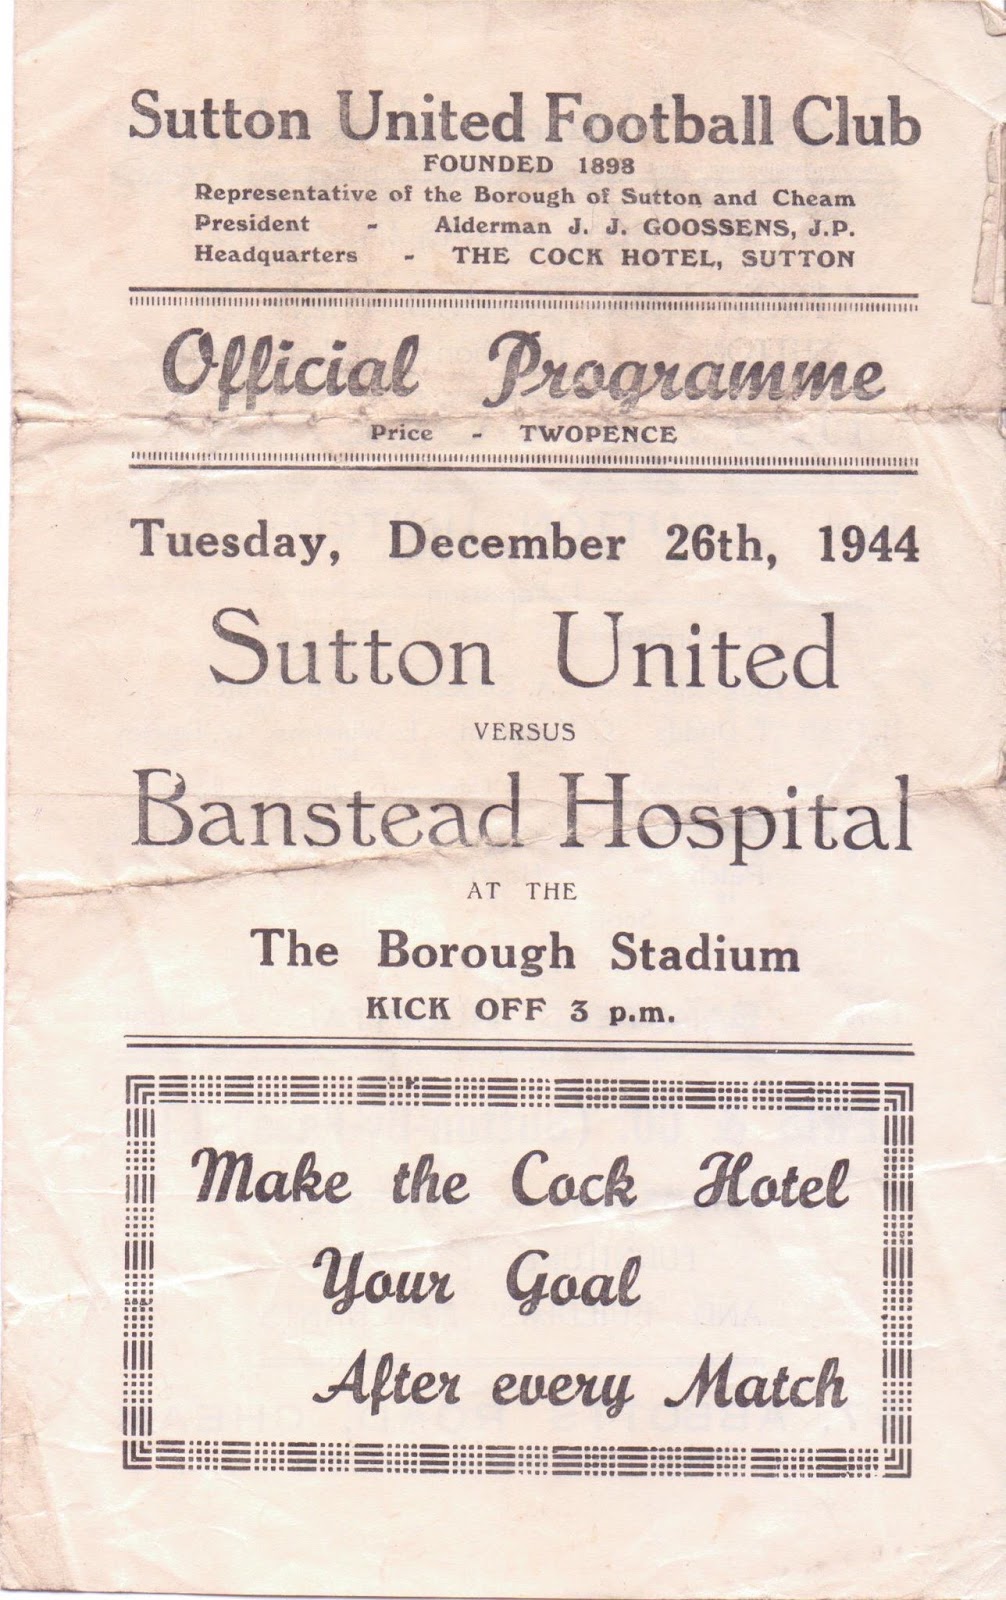 Sutton United Football Club
FOUNDED 1898
Representative of the Borough of Sutton and Cheam
President - Alderman J. J. GOOSSENS, J.P.
Headquarters - THE COCK HOTEL, SUTTON
Official Programme
Price - TWOPENCE
Tuesday, December 26th, 1944
Sutton United
VERSUS
Banstead Hospital
AT THE
The Borough Stadium
KICK OFF 3 p.m.
Make the Cock Hotel
Your Goal
After every Match